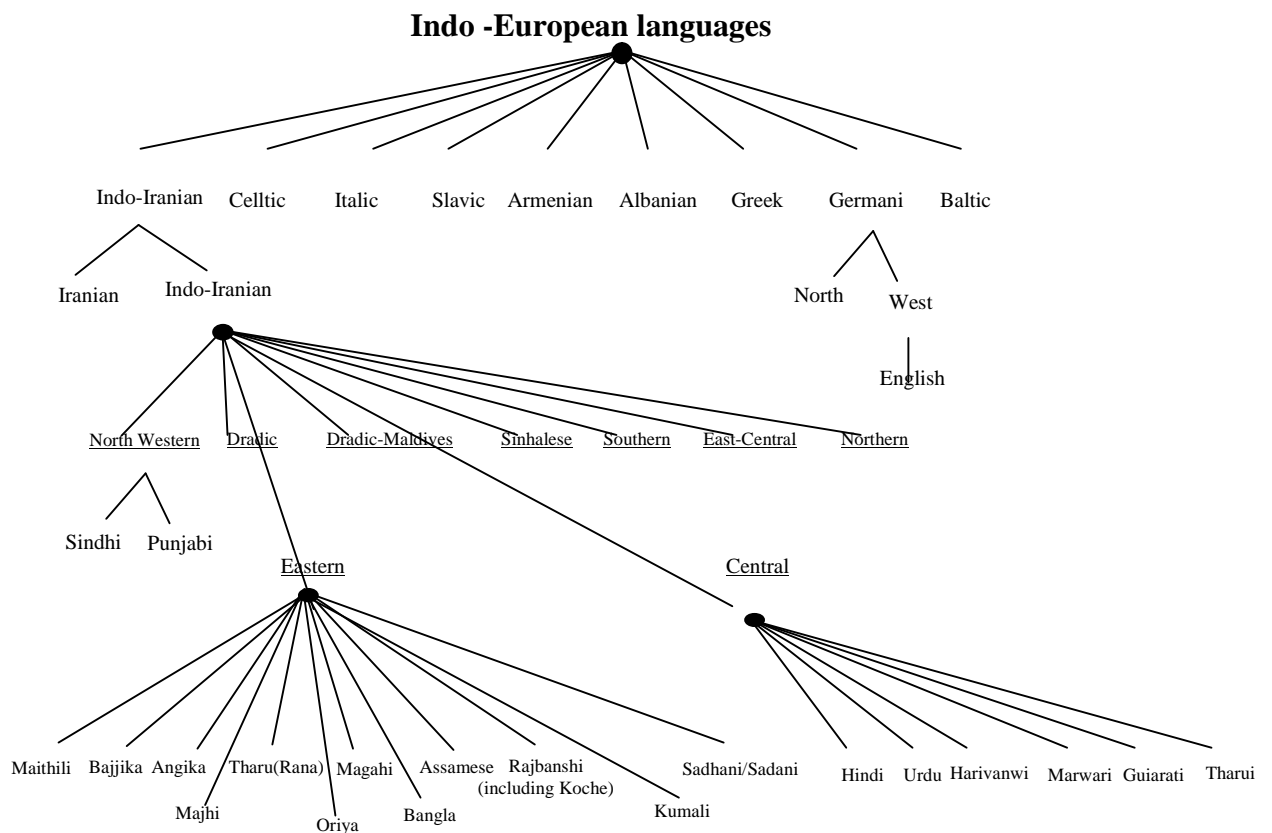 Indo -European languages
Indo-Iranian Celltic Italic Slavic Armenian Albanian Greek Germani Baltic
Iranian Indo-Iranian North West
English
North Western Dradic Dradic-Maldives Sinhalese Southern East-Central Northern
Sindhi Punjabi
Eastern Central
Maithili Bajjika Angika Tharu(Rana) Magahi Assamese Rajbanshi Sadhani/Sadani Hindi Urdu Harivanwi Marwari Guiarati Tharui
(including Koche)
Majhi Oriya Bangla Kumali